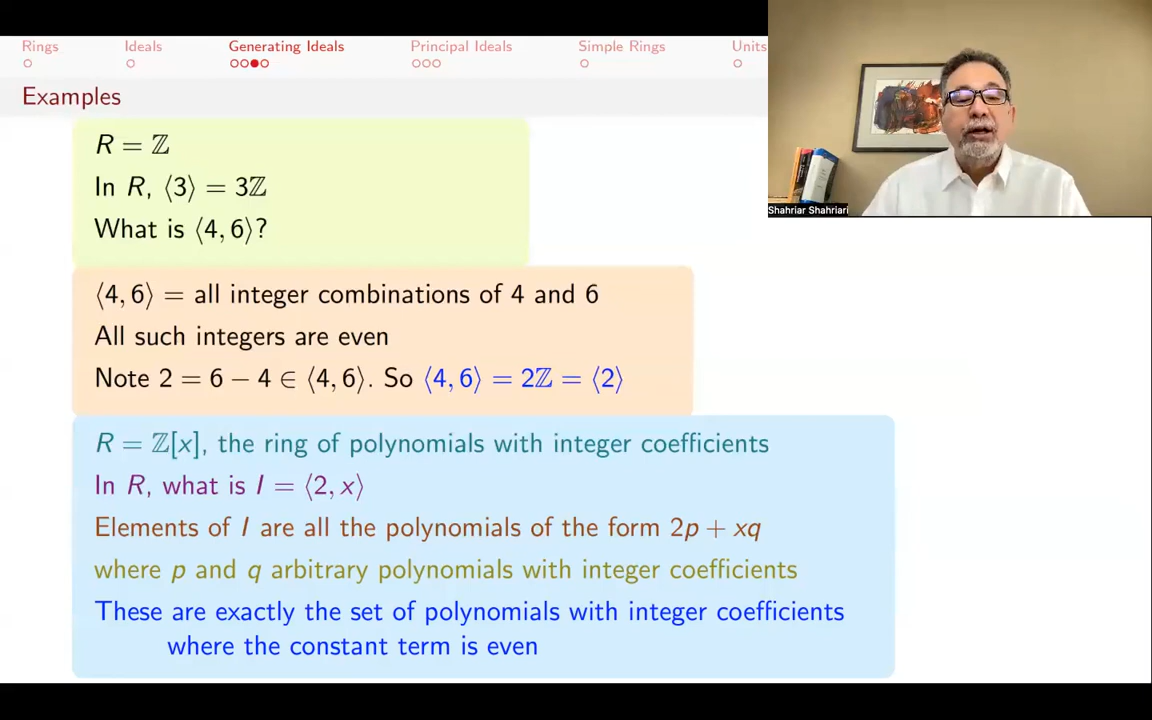 Rings Ideals Generating Ideals Principal Ideals Simple Rings Units
Examples
R = ℤ
In R, ⟨3⟩ = 3ℤ
What is ⟨4, 6⟩?
⟨4, 6⟩ = all integer combinations of 4 and 6
All such integers are even
Note 2 = 6 − 4 ∈ ⟨4, 6⟩. So ⟨4, 6⟩ = 2ℤ = ⟨2⟩
R = ℤ[x], the ring of polynomials with integer coefficients
In R, what is I = ⟨2, x⟩
Elements of I are all the polynomials of the form 2p + xq
where p and q arbitrary polynomials with integer coefficients
These are exactly the set of polynomials with integer coefficients
where the constant term is even
Shahriar Shahriari